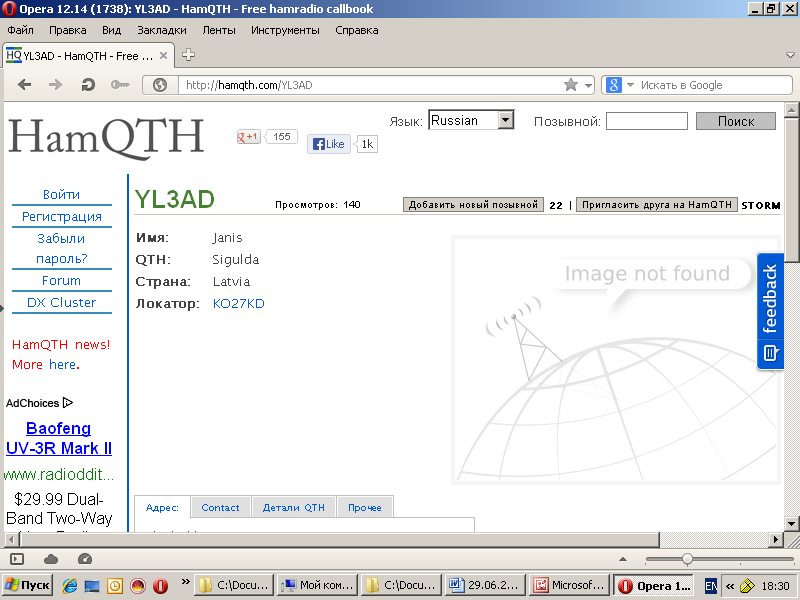 Opera 12.14 (1738): YL3AD - HamQTH - Free hamradio callbook
Файл Правка Вид Закладки Ленты Инструменты Справка
HQ YL3AD - HamQTH - Free ...
http://hamqth.com/YL3AD
8 Искать в Google
HamQTH
g +1 155
Like 1k
Язык: Russian
Позывной:
Поиск
Войти
Регистрация
Забыли
пароль?
Forum
DX Cluster
HamQTH news!
More here.
AdChoices
Baofeng
UV-3R Mark II
www.radioddit...
$29.99 Dual-
Band Two-Way
YL3AD
Просмотров: 140
Добавить новый позывной 22 | Пригласить друга на HamQTH STORM
Имя: Janis
QTH: Sigulda
Страна: Latvia
Локатор: KO27KD
Image not found
feedback
Адрес: Contact Детали QTH Прочее
Пуск
»
C:\Docu...
Мой ком...
C:\Docu...
29.06.2...
Microsof...
Opera 1...
EN
«
18:30